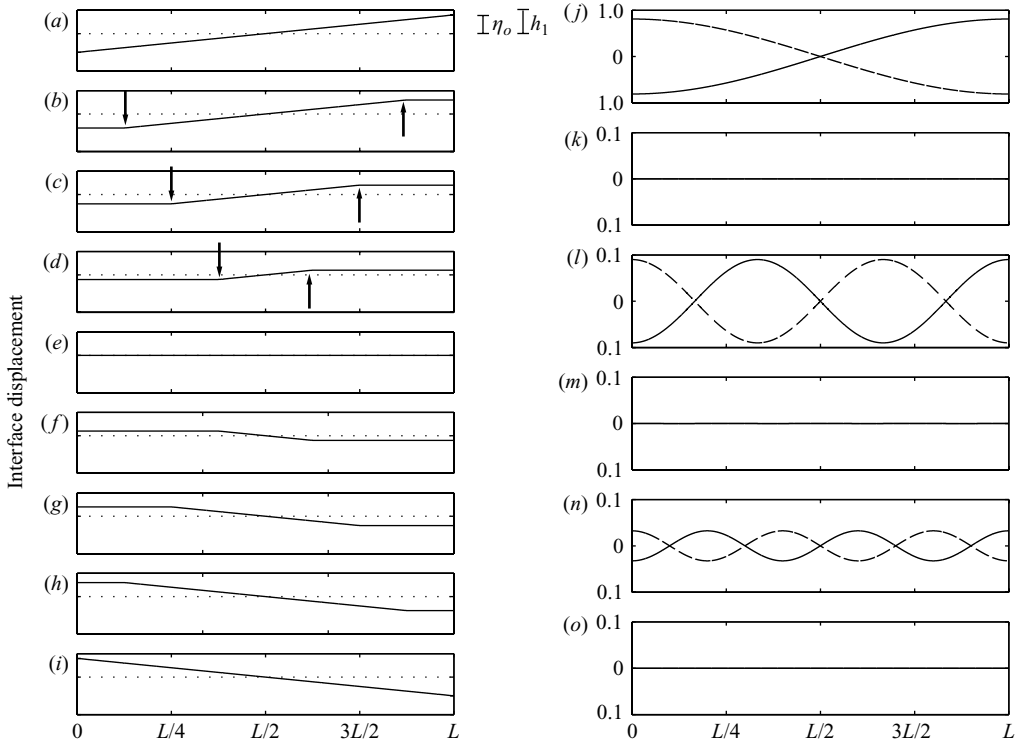 (a)
(b)
(c)
(d)
(e)
(f)
(g)
(h)
(i)
Interface displacement
0 L/4 L/2 3L/2 L
ηo h1
(j) 1.0 0 1.0
(k) 0.1 0 0.1
(l) 0.1 0 0.1
(m) 0.1 0 0.1
(n) 0.1 0 0.1
(o) 0.1 0 0.1
0 L/4 L/2 3L/2 L